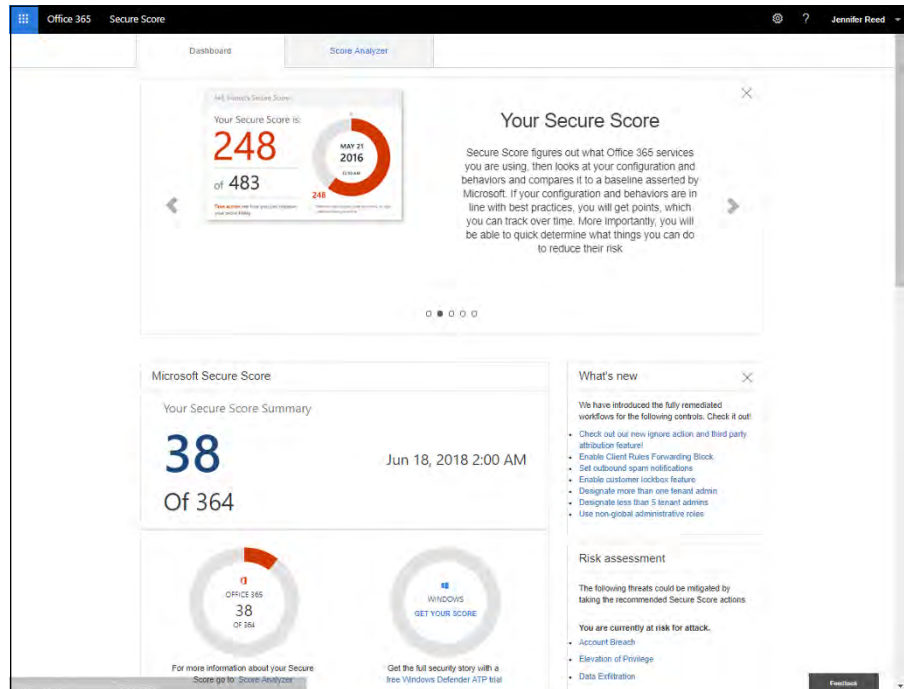 Office 365 Secure Score
? Jennifer Reed
Dashboard Score Analyzer
Your Secure Score is:
248
of 483
MAY 21
2016
248
Your Secure Score
Secure Score figures out what Office 365 services
you are using, then looks at your configuration and
behaviors and compares it to a baseline asserted by
Microsoft. If your configuration and behaviors are in
line with best practices, you will get points, which
you can track over time. More importantly, you will
be able to quick determine what things you can do
to reduce their risk
Microsoft Secure Score
Your Secure Score Summary
38
Of 364
Jun 18, 2018 2:00 AM
OFFICE 365
38
OF 364
For more information about your Secure
Score go to Score Analyzer
WINDOWS
GET YOUR SCORE
Get the full security story with a
free Windows Defender ATP trial
What's new
We have introduced the fully remediated
workflows for the following controls. Check it out!
Check out our new ignore action and third party
attribution feature!
Enable Client Rules Forwarding Block
Set outbound spam notifications
Enable customer lockbox feature
Designate more than one tenant admin
Designate less than 5 tenant admins
Use non-global administrative roles
Risk assessment
The following threats could be mitigated by
taking the recommended Secure Score actions.
You are currently at risk for attack.
Account Breach
Elevation of Privilege
Data Exfiltration
Feedback